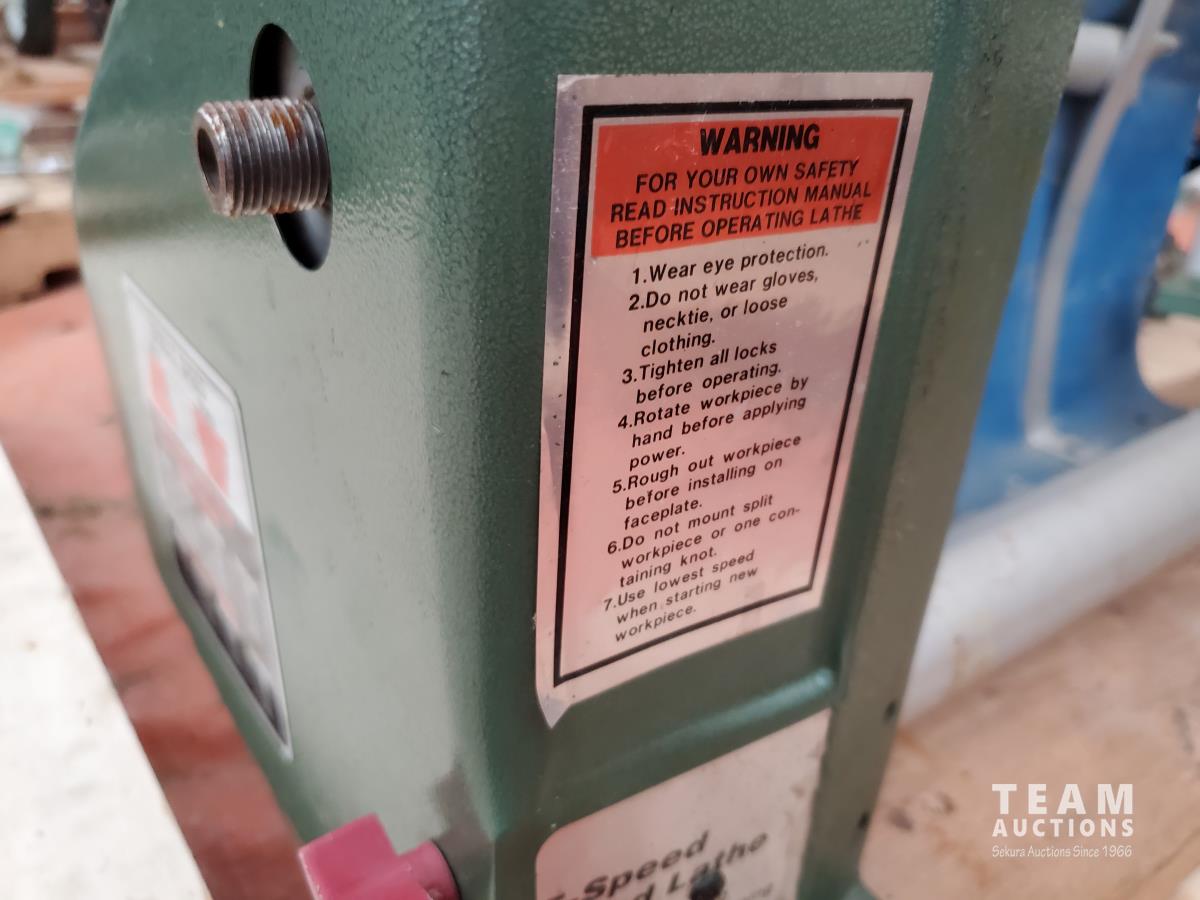 WARNING
FOR YOUR OWN SAFETY
READ INSTRUCTION MANUAL
BEFORE OPERATING LATHE
1.Wear eye protection.
2.Do not wear gloves,
necktie, or loose
clothing.
3.Tighten all locks
before operating.
4.Rotate workpiece by
hand before applying
power.
5.Rough out workpiece
before installing on
faceplate.
6.Do not mount split
workpiece or one con-
taining knot.
7.Use lowest speed
when starting new
workpiece.
-Speed
Lathe
TEAM
AUCTIONS
Sekura Auctions Since 1966